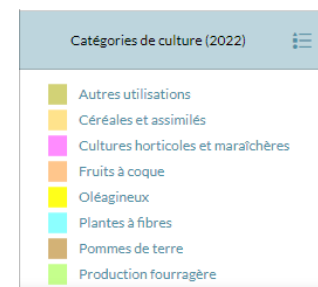 Catégories de culture (2022)
Autres utilisations
Céréales et assimilés
Cultures horticoles et maraîchères
Fruits à coque
Oléagineux
Plantes à fibres
Pommes de terre
Production fourragère